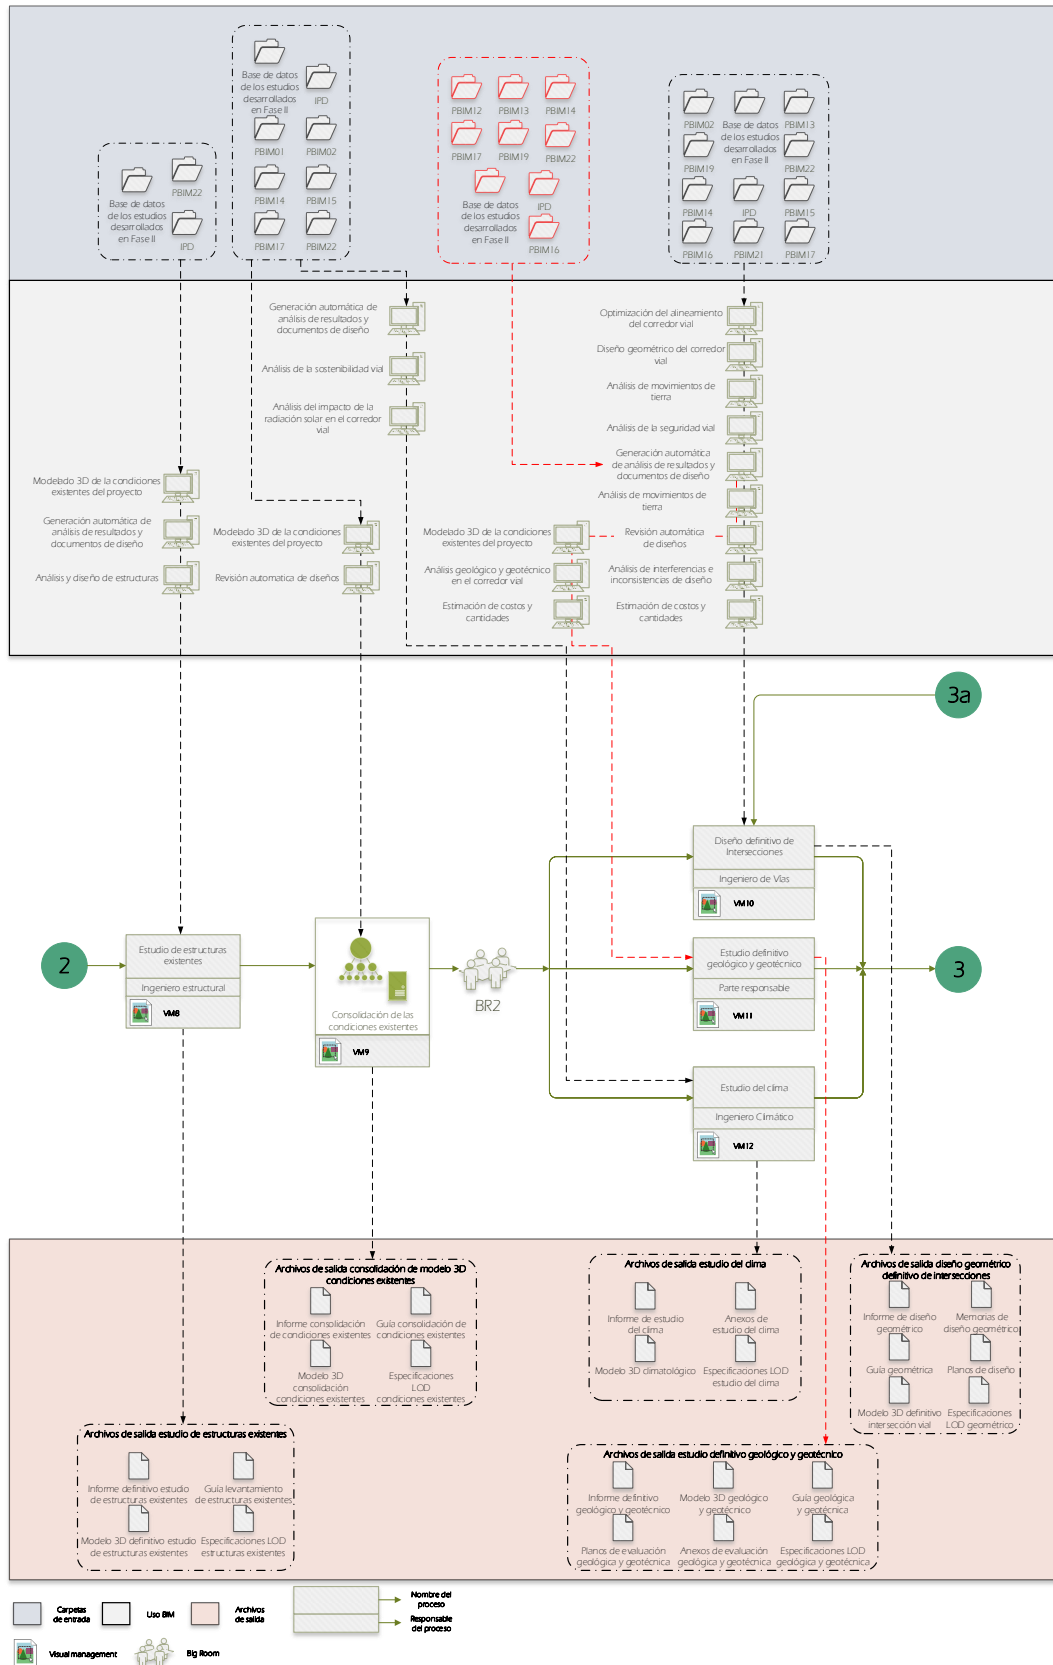 Base de datos
de los estudios
desarrollados
en Fase II
PBIM22
IPD
Base de datos
de los estudios
desarrollados
en Fase II
IPD
PBIM01
PBIM02
PBIM14
PBIM15
PBIM17
PBIM22
PBIM12
PBIM13
PBIM14
PBIM17
PBIM19
PBIM22
Base de datos
de los estudios
desarrollados
en Fase II
IPD
PBIM16
PBIM02
Base de datos
de los estudios
desarrollados
en Fase II
PBIM13
PBIM19
PBIM22
PBIM14
IPD
PBIM15
PBIM16
PBIM21
PBIM17
Modelado 3D de la condiciones
existentes del proyecto
Generación automática de
análisis de resultados y
documentos de diseño
Análisis y diseño de estructuras
Generación automática de
análisis de resultados y
documentos de diseño
Análisis de la sostenibilidad vial
Análisis del impacto de la
radiación solar en el corredor
vial
Modelado 3D de la condiciones
existentes del proyecto
Revisión automatica de diseños
Modelado 3D de la condiciones
existentes del proyecto
Análisis geológico y geotécnico
en el corredor vial
Estimación de costos y
cantidades
Optimización del alineamiento
del corredor vial
Diseño geométrico del corredor
vial
Análisis de movimientos de
tierra
Análisis de la seguridad vial
Generación automática
de análisis de resultados y
documentos de diseño
Análisis de movimientos de
tierra
Revisión automática
de diseños
Análisis de interferencias e
inconsistencias de diseño
Estimación de costos y
cantidades
3a
2
Estudio de estructuras
existentes
Ingeniero estructural
VM8
Consolidación de las
condiciones existentes
VM9
BR2
Diseño definitivo de
Intersecciones
Ingeniero de Vías
VM10
Estudio definitivo
geológico y geotécnico
Parte responsable
VM11
Estudio del clima
Ingeniero Climático
VM12
3
Archivos de salida consolidación de modelo 3D
condiciones existentes
Informe consolidación
de condiciones existentes
Guía consolidación de
condiciones existentes
Modelo 3D
consolidación
condiciones existentes
Especificaciones
LOD
condiciones existentes
Archivos de salida estudio del clima
Informe de estudio
del clima
Anexos de
estudio del clima
Modelo 3D climatológico
Especificaciones LOD
estudio del clima
Archivos de salida diseño geométrico
definitivo de intersecciones
Informe de diseño
geométrico
Memorias de
diseño geométrico
Guía geométrica
Planos de diseño
Modelo 3D definitivo
intersección vial
Especificaciones
LOD geométrico
Archivos de salida estudio de estructuras existentes
Informe definitivo estudio
de estructuras existentes
Guía levantamiento
de estructuras existentes
Modelo 3D definitivo estudio
de estructuras existentes
Especificaciones LOD
estructuras existentes
Archivos de salida estudio definitivo geológico y geotécnico
Informe definitivo
geológico y geotécnico
Modelo 3D geológico
y geotécnico
Guía geológica
y geotécnica
Planos de evaluación
geológica y geotécnica
Anexos de evaluación
geológica y geotécnica
Especificaciones LOD
geológica y geotécnica
Carpetas
de entrada
Uso BIM
Archivos
de salida
Nombre del
proceso
Responsable
del proceso
Visual management
Big Room